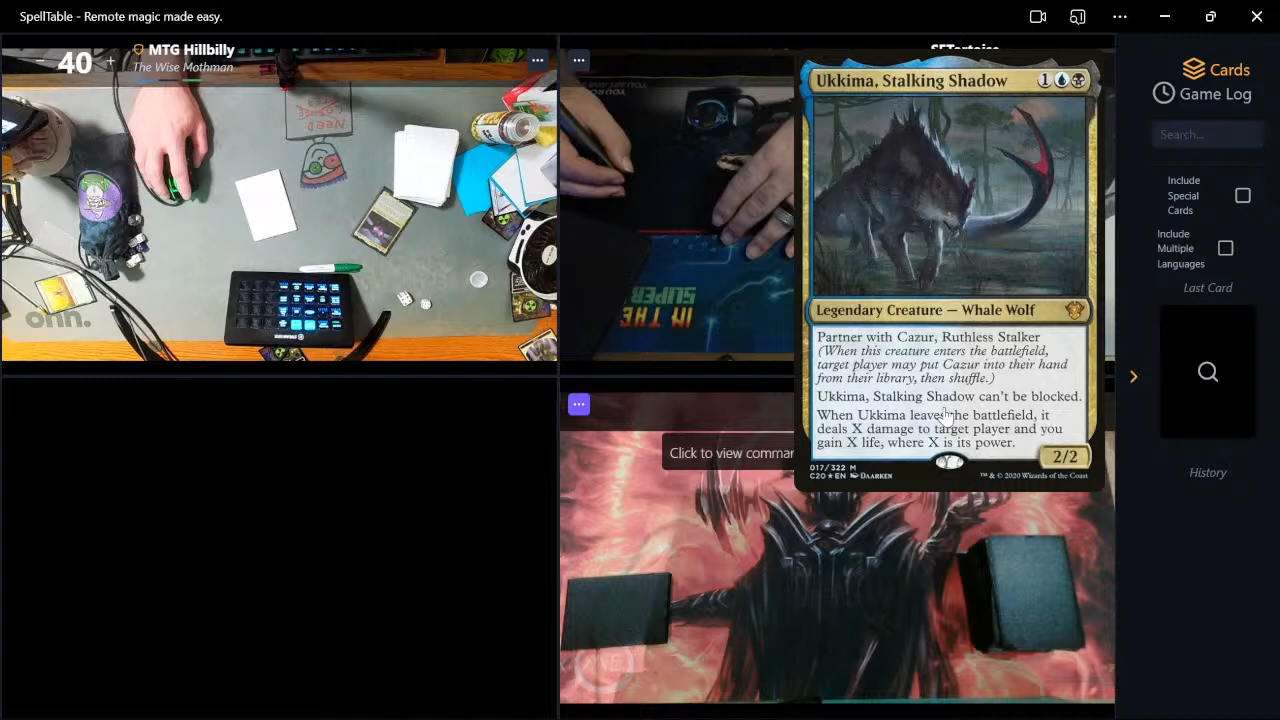 SpellTable - Remote magic made easy.
40
MTG Hillbilly
The Wise Mothman
SFTortoise
NEED
onn.
IN THE
SUPER
Ukkima, Stalking Shadow
1
Legendary Creature — Whale Wolf
Partner with Cazur, Ruthless Stalker
(When this creature enters the battlefield,
target player may put Cazur into their hand
from their library, then shuffle.)
Ukkima, Stalking Shadow can't be blocked.
When Ukkima leaves the battlefield, it
deals X damage to target player and you
gain X life, where X is its power.
2/2
017/322 M
C20 ★ EN DAARKEN
™ & © 2020 Wizards of the Coast
Click to view comman
Cards
Game Log
Search...
Include
Special
Cards
Include
Multiple
Languages
Last Card
History